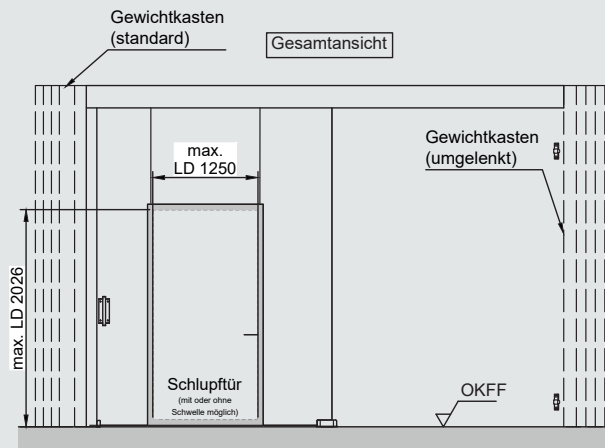 Gewichtkasten
(standard)
Gesamtansicht
max.
LD 1250
Gewichtkasten
(umgelenkt)
max. LD 2026
Schlupftür
(mit oder ohne
Schwelle möglich)
OKFF